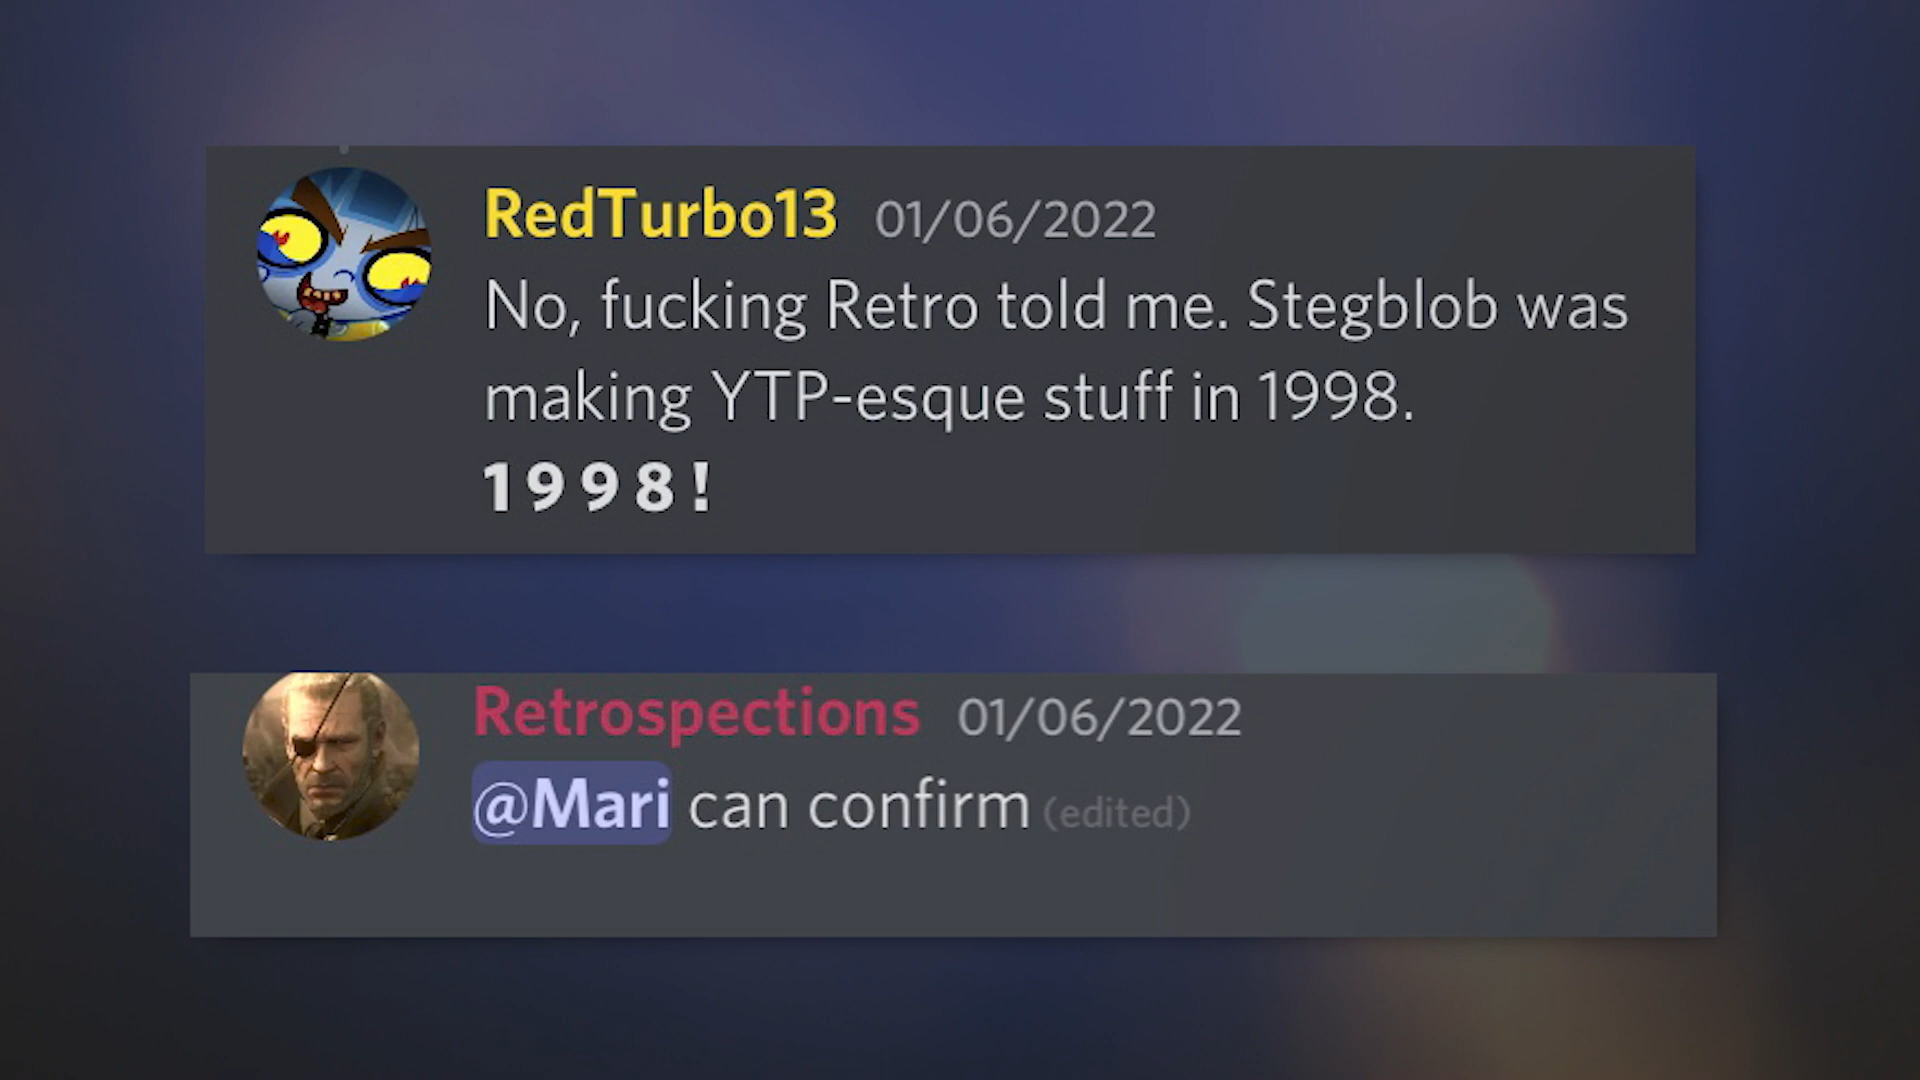 RedTurbo13 01/06/2022
No, fucking Retro told me. Stegblob was
making YTP-esque stuff in 1998.
1998!
Retrospections 01/06/2022
@Mari can confirm (edited)